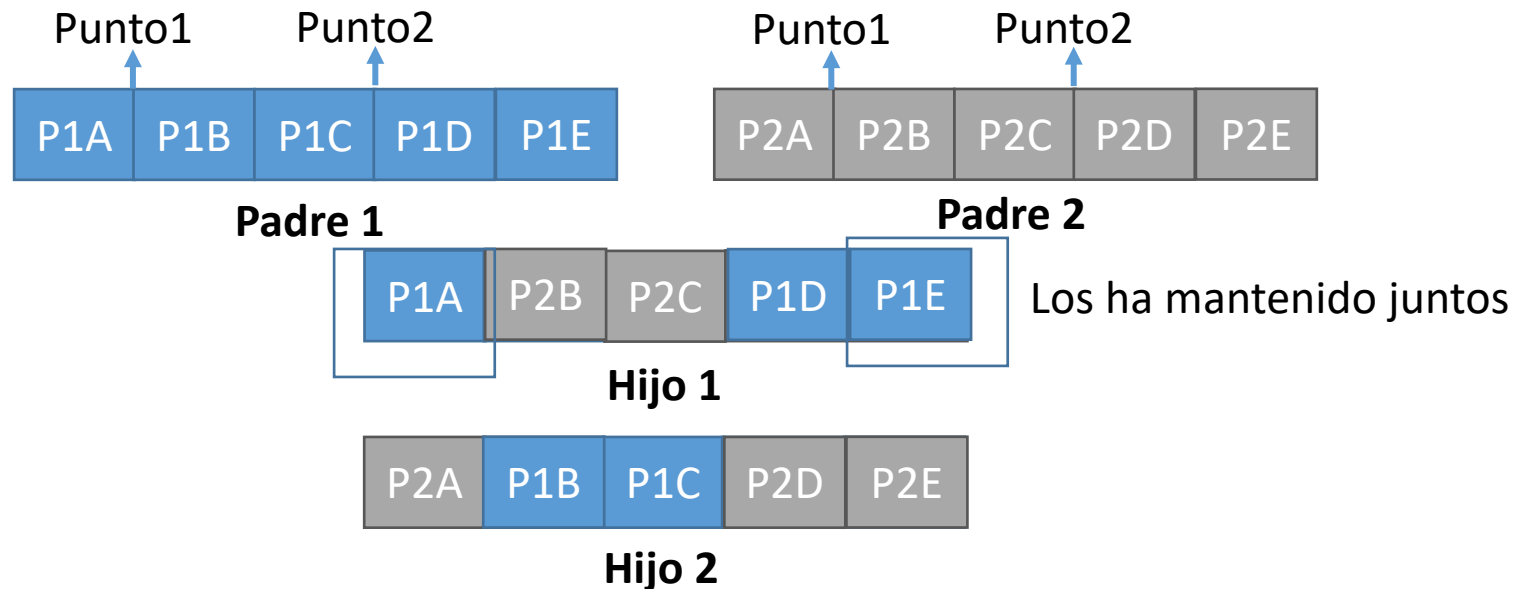 Punto1 Punto2 Punto1 Punto2
P1A P1B P1C P1D P1E P2A P2B P2C P2D P2E
Padre 1 Padre 2
P1A P2B P2C P1D P1E Los ha mantenido juntos
Hijo 1
P2A P1B P1C P2D P2E
Hijo 2